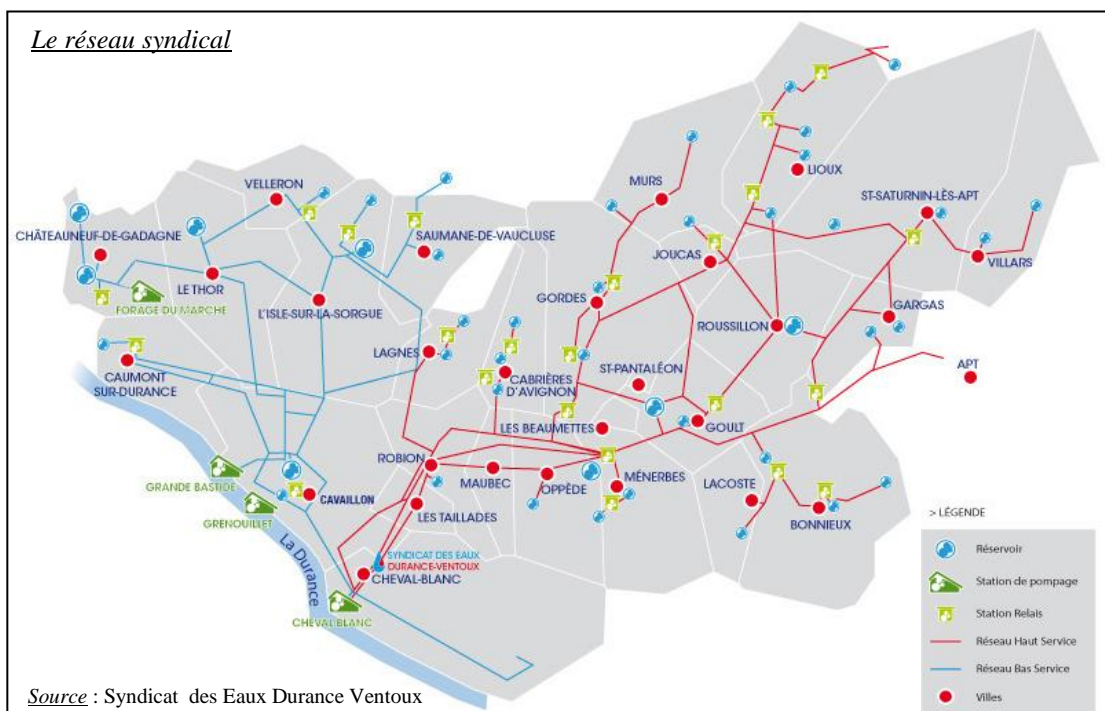 Le réseau syndical
VELLERON
CHÂTEAUNEUF-DE-GADAGNE
LE THOR
FORAGE DU MARCHE
L'ISLE-SUR-LA-SORGUE
SAUMANE-DE-VAUCLUSE
CAUMONT
SUR-DURANCE
LAGNES
CABRIÈRES
D'AVIGNON
MURS
GORDES
JOUCAS
LIOUX
ST-SATURNIN-LÈS-APT
VILLARS
GARGAS
ROUSSILLON
APT
ST-PANTALÉON
GOULT
LES BEAUMETTES
ROBION
MAUBEC
OPPÈDE
MÉNERBES
LACOSTE
BONNIEUX
GRANDE BASTIDE
GRENOUILLET
CAVAILLON
LES TAILLADES
La Durance
SYNDICAT DES EAUX
DURANCE-VENTOUX
CHEVAL-BLANC
CHEVAL BLANC
> LÉGENDE
Réservoir
Station de pompage
Station Relais
Réseau Haut Service
Réseau Bas Service
Villes
Source : Syndicat des Eaux Durance Ventoux